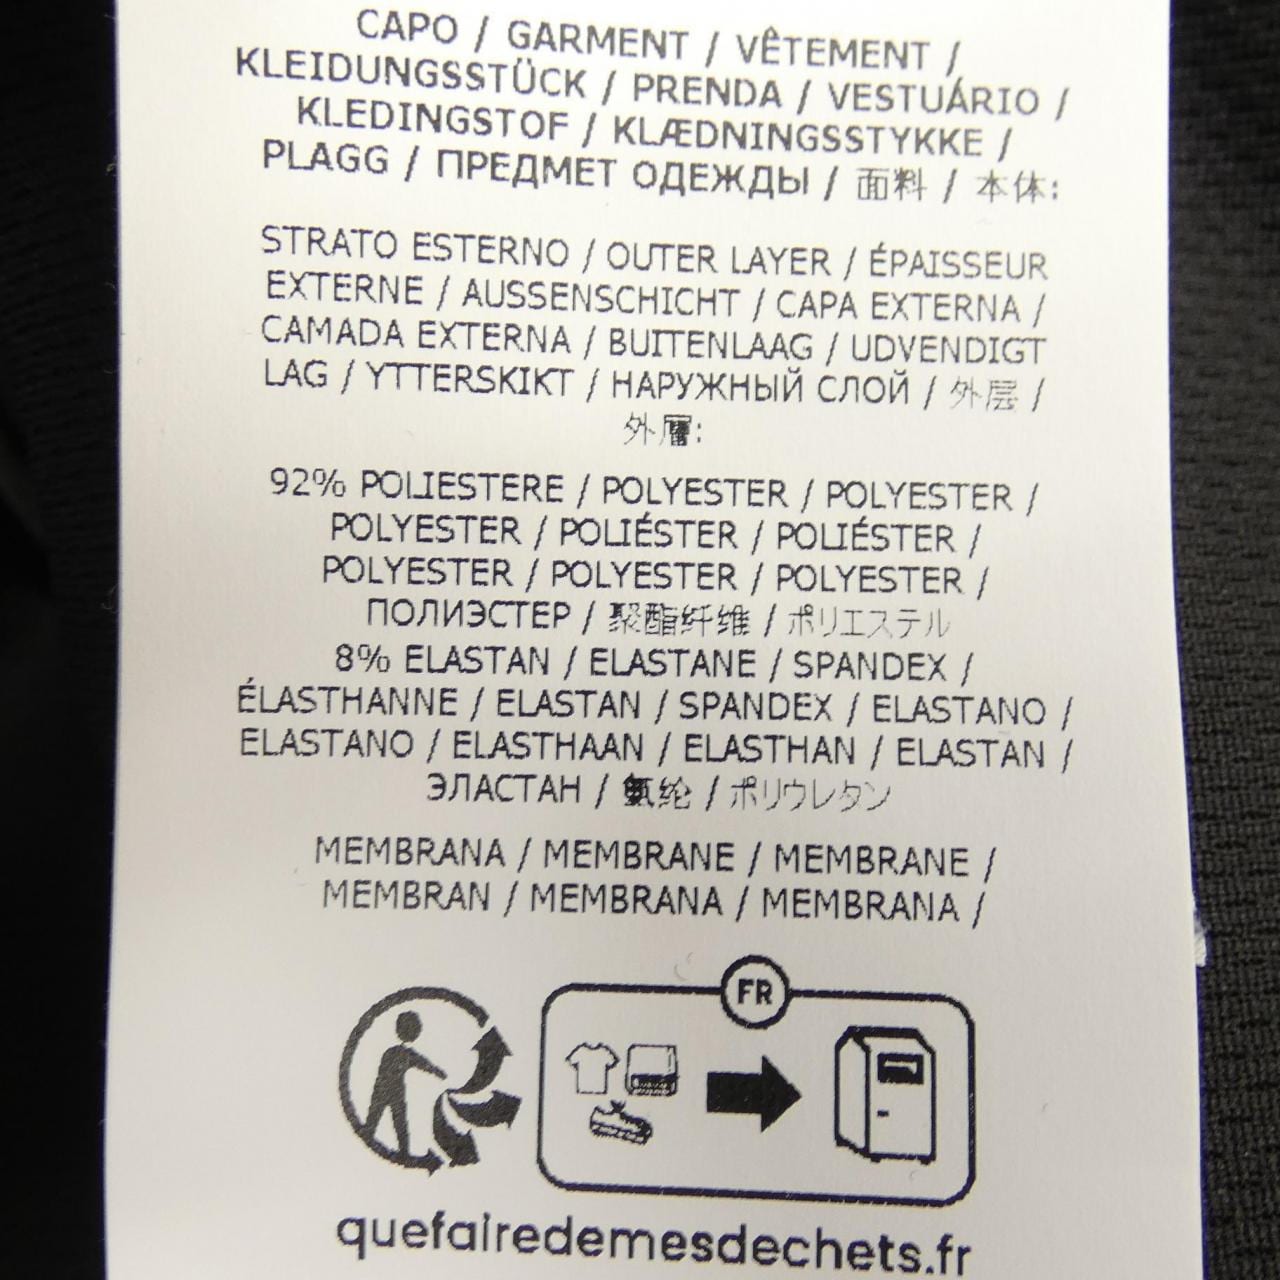 CAPO / GARMENT / VÊTEMENT /
KLEIDUNGSSTÜCK / PRENDA / VESTUÁRIO /
KLEDINGSTOF / KLÆDNINGSSTYKKE /
PLAGG / ПРЕДМЕТ ОДЕЖДЫ / 面料 / 本体:
STRATO ESTERNO / OUTER LAYER / ÉPAISSEUR
EXTERNE / AUSSENSCHICHT / CAPA EXTERNA /
CAMADA EXTERNA / BUITENLAAG / UDVENDIGT
LAG / YTTERSKIKT / НАРУЖНЫЙ СЛОЙ / 外层 /
外層:
92% POLIESTERE / POLYESTER / POLYESTER /
POLYESTER / POLIÉSTER / POLIÉSTER /
POLYESTER / POLYESTER / POLYESTER /
ПОЛИЭСТЕР / 聚酯纤维 / ポリエステル
8% ELASTAN / ELASTANE / SPANDEX /
ÉLASTHANNE / ELASTAN / SPANDEX / ELASTANO /
ELASTANO / ELASTHAAN / ELASTHAN / ELASTAN /
ЭЛАСТАН / 氨纶 / ポリウレタン
MEMBRANA / MEMBRANE / MEMBRANE /
MEMBRAN / MEMBRANA / MEMBRANA /
FR
quefairedemesdechets.fr